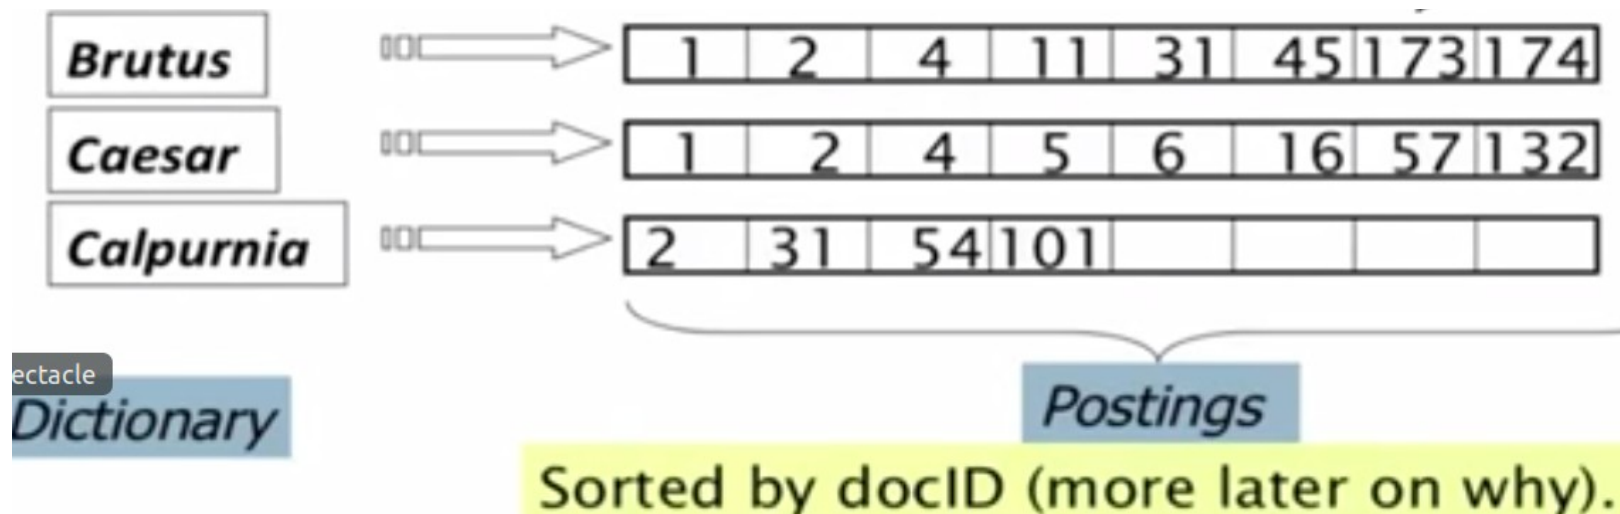 Brutus 1 2 4 11 31 45 173 174
Caesar 1 2 4 5 6 16 57 132
Calpurnia 2 31 54 101
ectacle
Dictionary
Postings
Sorted by docID (more later on why).